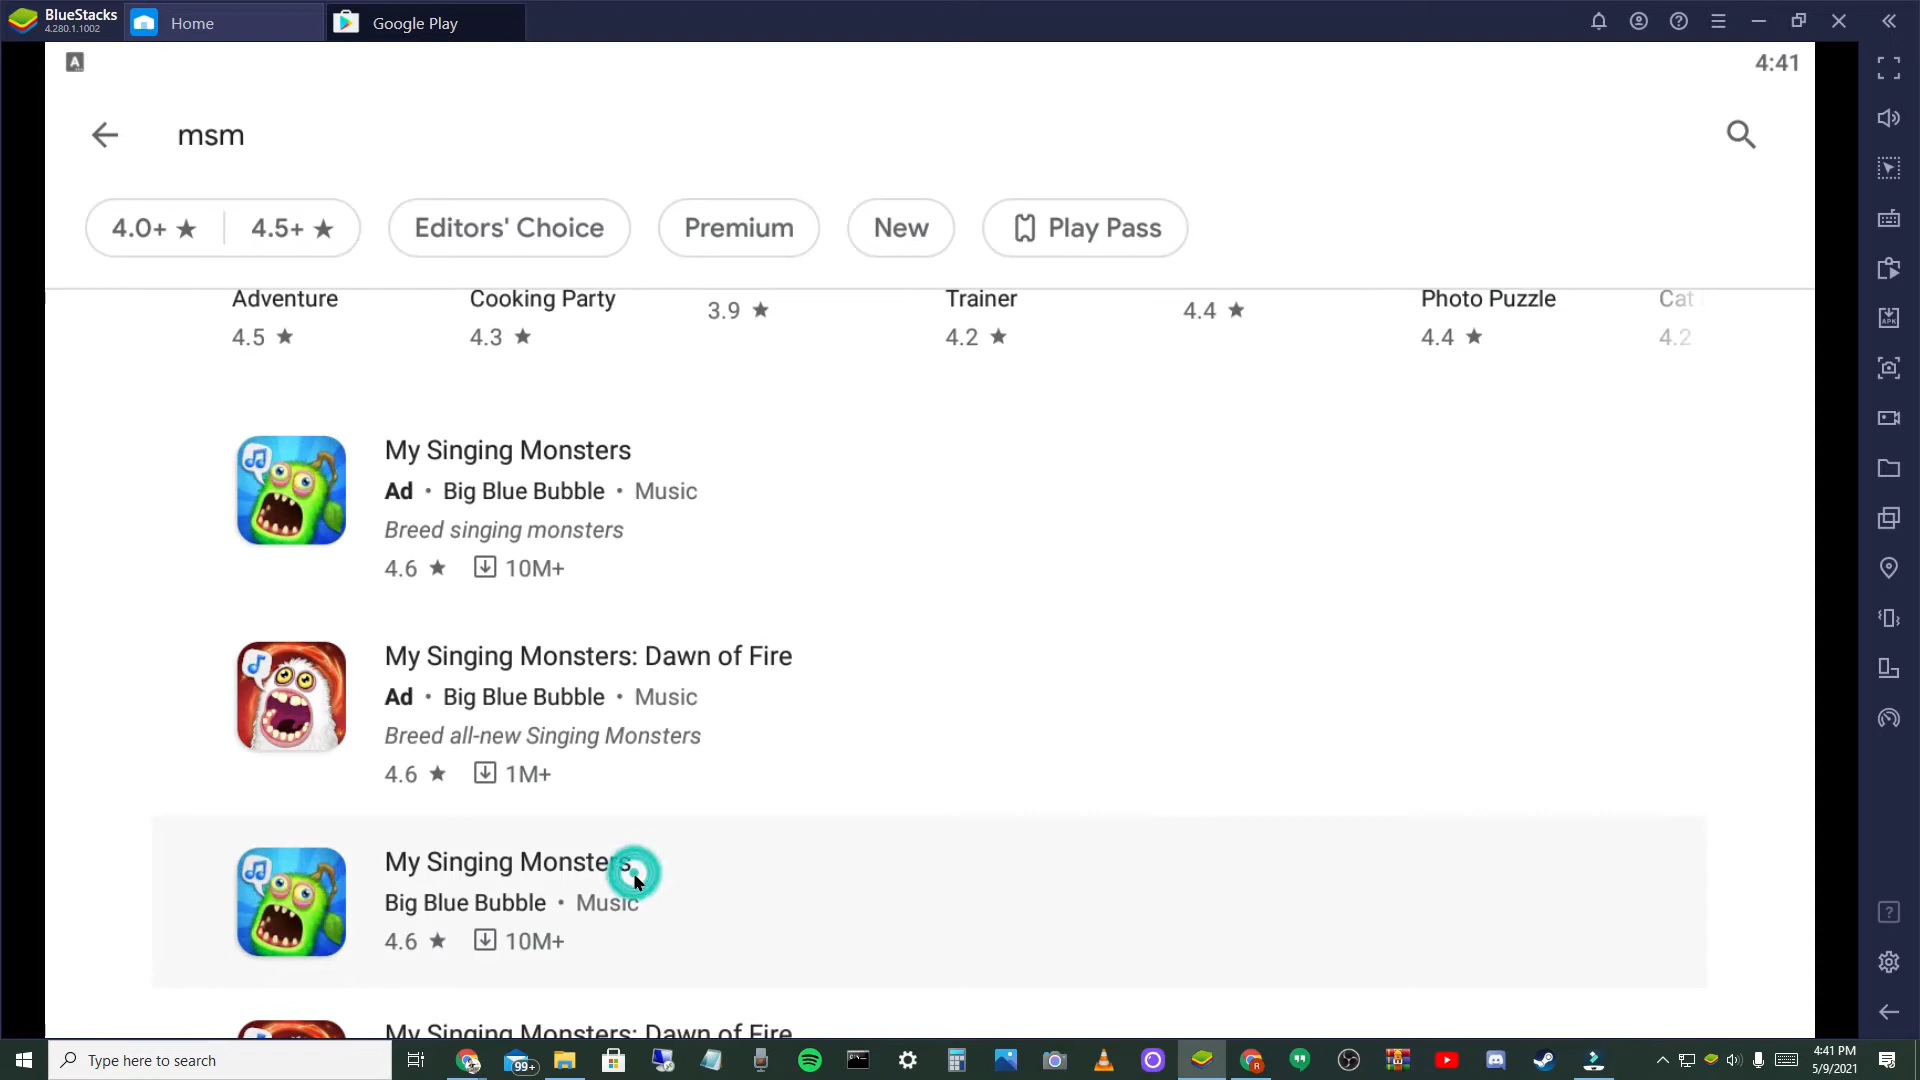 BlueStacks
4.280.1.1002
Home
Google Play
A
4:41
msm
4.0+ ★ 4.5+ ★
Editors' Choice
Premium
New
Play Pass
Adventure
4.5 ★
Cooking Party
4.3 ★
3.9 ★
Trainer
4.2 ★
4.4 ★
Photo Puzzle
4.4 ★
Cat
4.2
My Singing Monsters
Ad • Big Blue Bubble • Music
Breed singing monsters
4.6 ★ 10M+
My Singing Monsters: Dawn of Fire
Ad • Big Blue Bubble • Music
Breed all-new Singing Monsters
4.6 ★ 1M+
My Singing Monsters
Big Blue Bubble • Music
4.6 ★ 10M+
My Singing Monsters: Dawn of Fire
Type here to search
99+
4:41 PM
5/9/2021